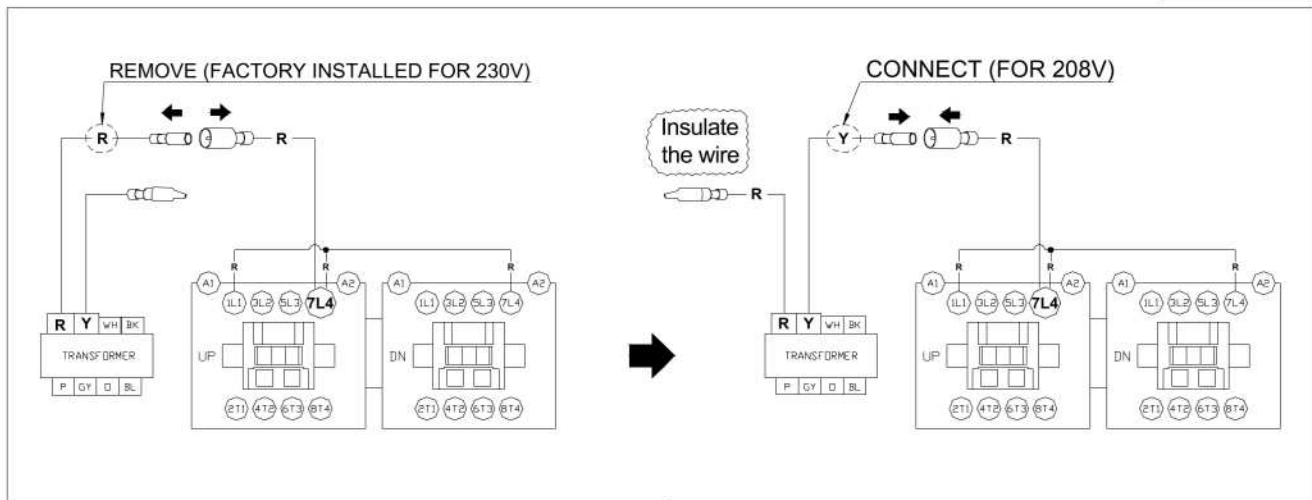 REMOVE (FACTORY INSTALLED FOR 230V)
R
R
R
R
R
A1
A2
A1
A2
1L1
3L2
5L3
7L4
1L1
3L2
5L3
7L4
R
Y
WH
BK
TRANSFORMER
P
GY
O
BL
UP
DN
2T1
4T2
6T3
8T4
2T1
4T2
6T3
8T4
CONNECT (FOR 208V)
Insulate
the wire
Y
R
R
R
R
R
A1
A2
A1
A2
1L1
3L2
5L3
7L4
1L1
3L2
5L3
7L4
R
Y
WH
BK
TRANSFORMER
P
GY
O
BL
UP
DN
2T1
4T2
6T3
8T4
2T1
4T2
6T3
8T4